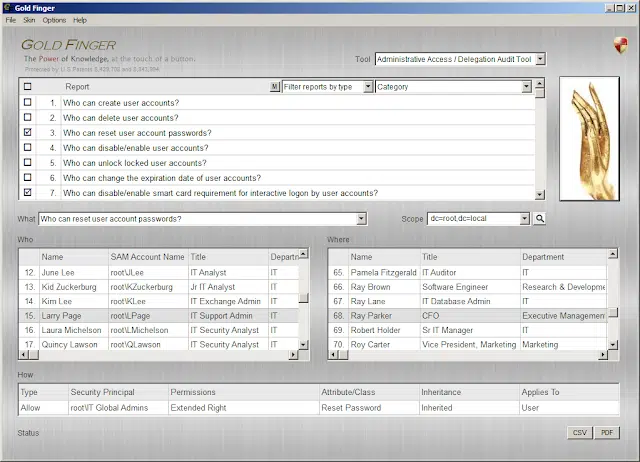 Gold Finger
File Skin Options Help
GOLD FINGER
The Power of Knowledge, at the touch of a button.
Protected by U.S Patents 8,429,708 and 9,041,994
Tool Administrative Access / Delegation Audit Tool
Report M Filter reports by type Category
1. Who can create user accounts?
2. Who can delete user accounts?
3. Who can reset user account passwords?
4. Who can disable/enable user accounts?
5. Who can unlock locked user accounts?
6. Who can change the expiration date of user accounts?
7. Who can disable/enable smart card requirement for interactive logon by user accounts?
What Who can reset user account passwords? Scope dc=root,dc=local
Who
Name SAM Account Name Title Departm
12. June Lee root\JLee IT Analyst IT
13. Kid Zuckerburg root\KZuckerburg Jr IT Analyst IT
14. Kim Lee root\KLee IT Exchange Admin IT
15. Larry Page root\LPage IT Support Admin IT
16. Laura Michelson root\LMichelson IT Security Analyst IT
17. Quincy Lawson root\QLawson IT Security Analyst IT
Where
Name Title Department
65. Pamela Fitzgerald IT Auditor IT
66. Ray Brown Software Engineer Research & Developme
67. Ray Lane IT Database Admin IT
68. Ray Parker CFO Executive Management
69. Robert Holder Sr IT Manager IT
70. Roy Carter Vice President, Marketing Marketing
How
Type Security Principal Permissions Attribute/Class Inheritance Applies To
Allow root\IT Global Admins Extended Right Reset Password Inherited User
Status CSV PDF